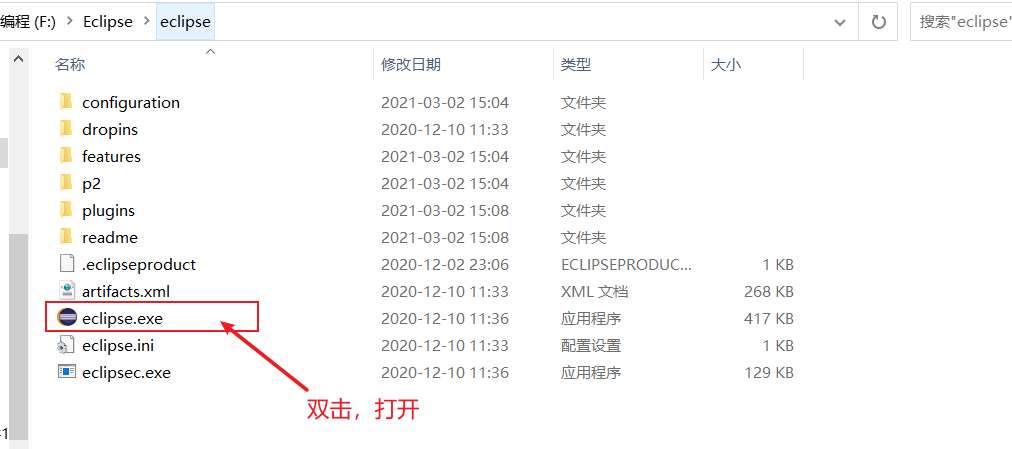 编程 (F:) > Eclipse > eclipse 搜索"eclipse"
名称 修改日期 类型 大小
configuration 2021-03-02 15:04 文件夹
dropins 2020-12-10 11:33 文件夹
features 2021-03-02 15:04 文件夹
p2 2021-03-02 15:04 文件夹
plugins 2021-03-02 15:08 文件夹
readme 2021-03-02 15:08 文件夹
.eclipseproduct 2020-12-02 23:06 ECLIPSEPRODUC... 1 KB
artifacts.xml 2020-12-10 11:33 XML 文档 268 KB
eclipse.exe 2020-12-10 11:36 应用程序 417 KB
eclipse.ini 2020-12-10 11:33 配置设置 1 KB
eclipsec.exe 2020-12-10 11:36 应用程序 129 KB
双击，打开